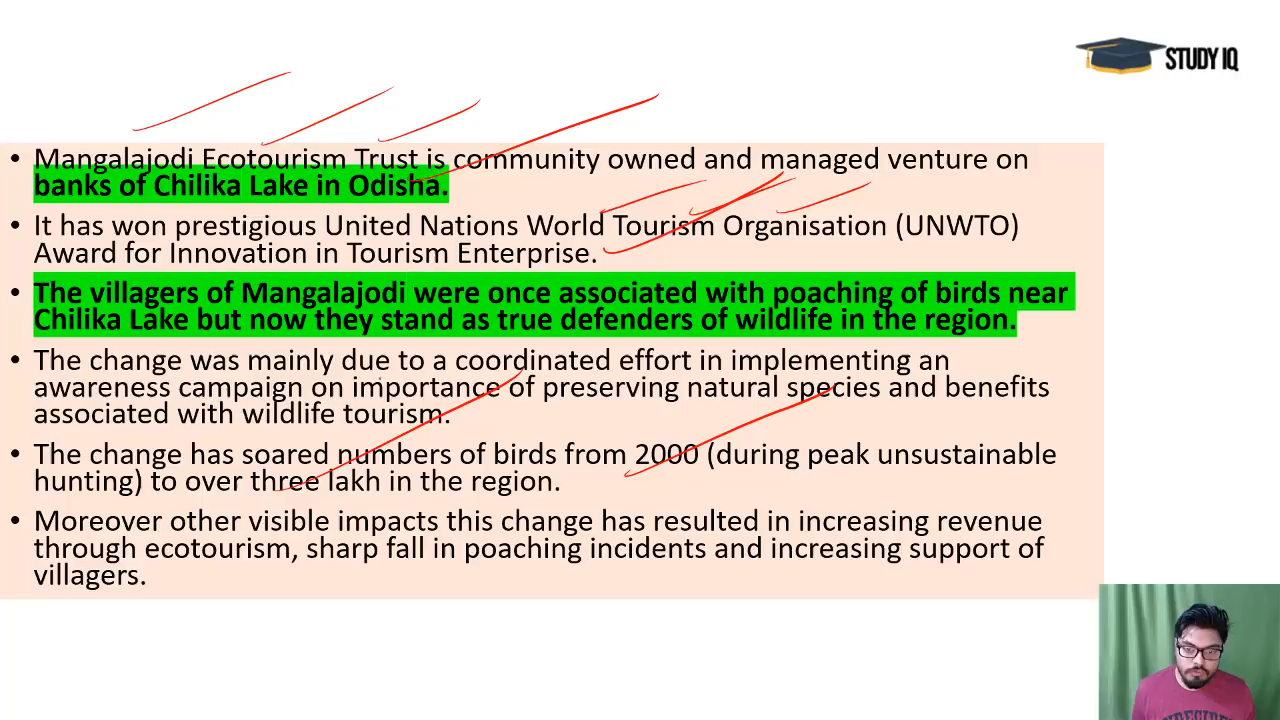 STUDY IQ
• Mangalajodi Ecotourism Trust is community owned and managed venture on
banks of Chilika Lake in Odisha.
• It has won prestigious United Nations World Tourism Organisation (UNWTO)
Award for Innovation in Tourism Enterprise.
• The villagers of Mangalajodi were once associated with poaching of birds near
Chilika Lake but now they stand as true defenders of wildlife in the region.
• The change was mainly due to a coordinated effort in implementing an
awareness campaign on importance of preserving natural species and benefits
associated with wildlife tourism.
• The change has soared numbers of birds from 2000 (during peak unsustainable
hunting) to over three lakh in the region.
• Moreover other visible impacts this change has resulted in increasing revenue
through ecotourism, sharp fall in poaching incidents and increasing support of
villagers.